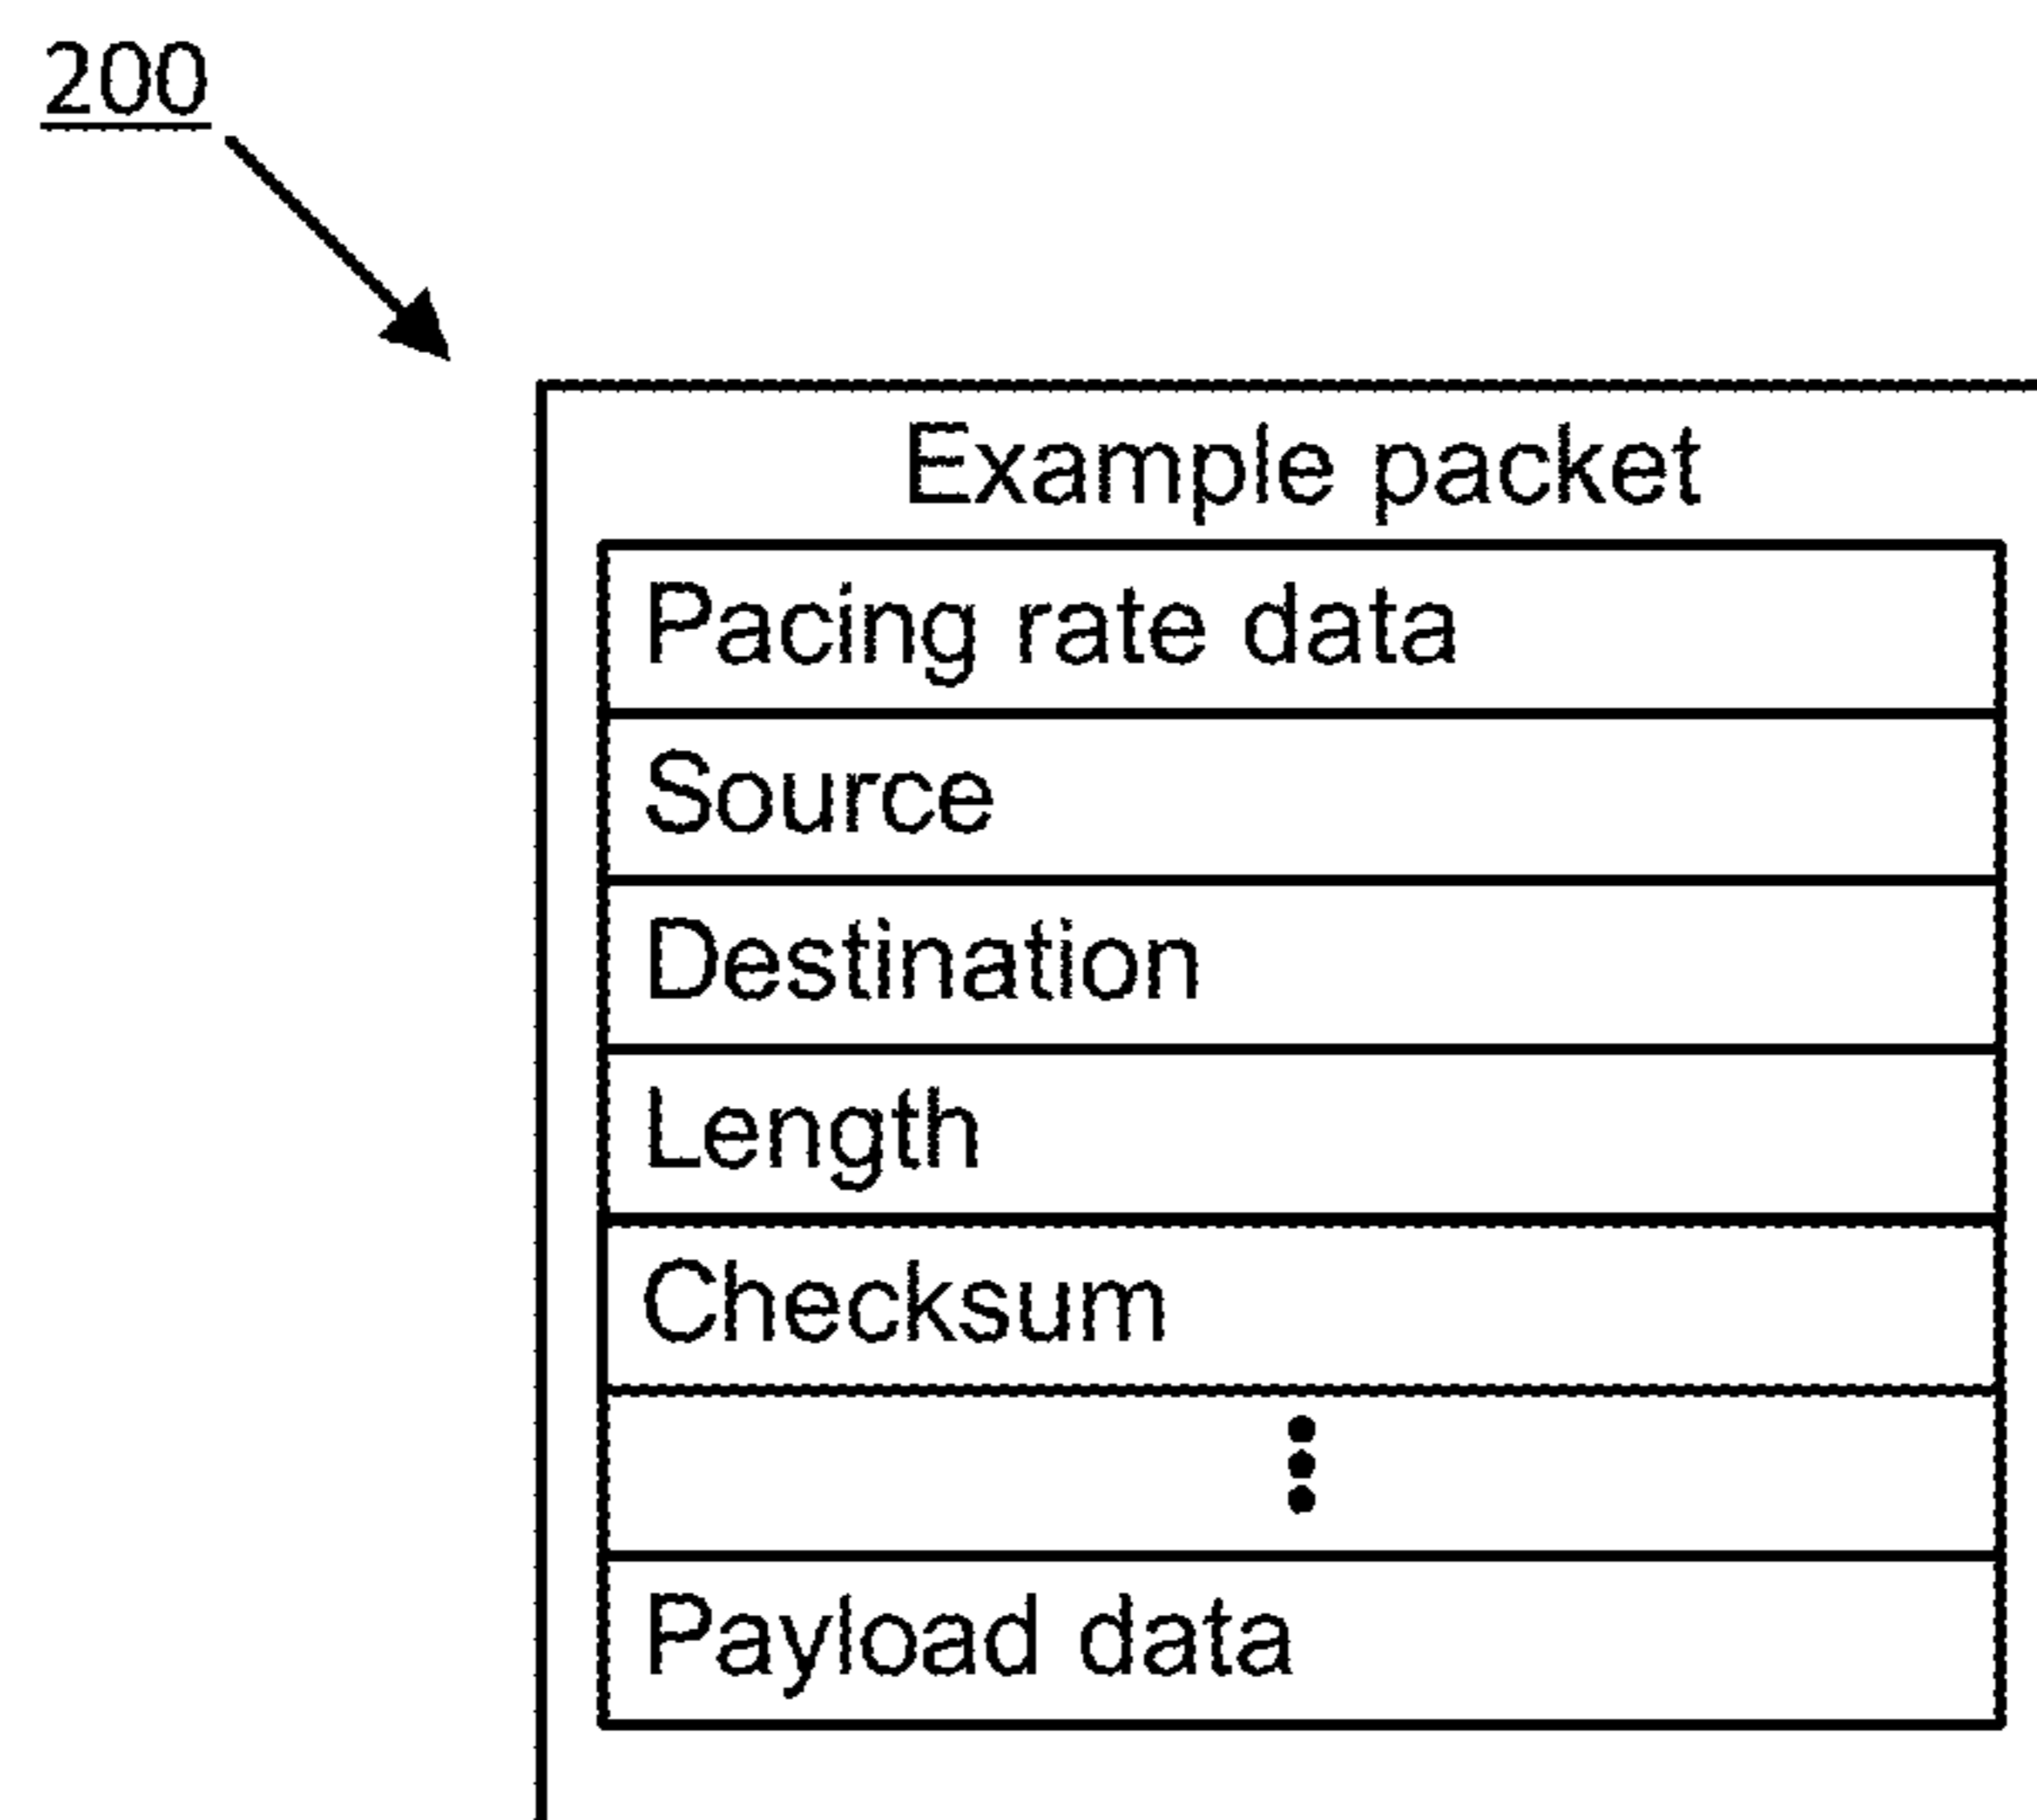 200
Example packet
Pacing rate data
Source
Destination
Length
Checksum
Payload data